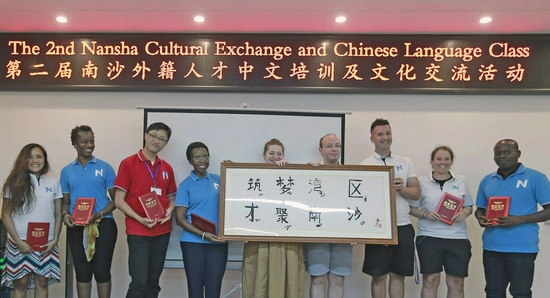 The 2nd Nansha Cultural Exchange and Chinese Language Class
第二届南沙外籍人才中文培训及文化交流活动
筑梦湾区
才聚南沙
N
N
N
N
N
N